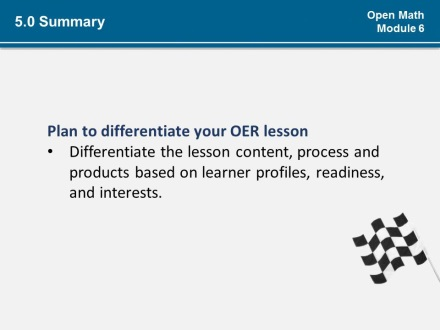 5.0 Summary
Open Math
Module 6
Plan to differentiate your OER lesson
• Differentiate the lesson content, process and
products based on learner profiles, readiness,
and interests.